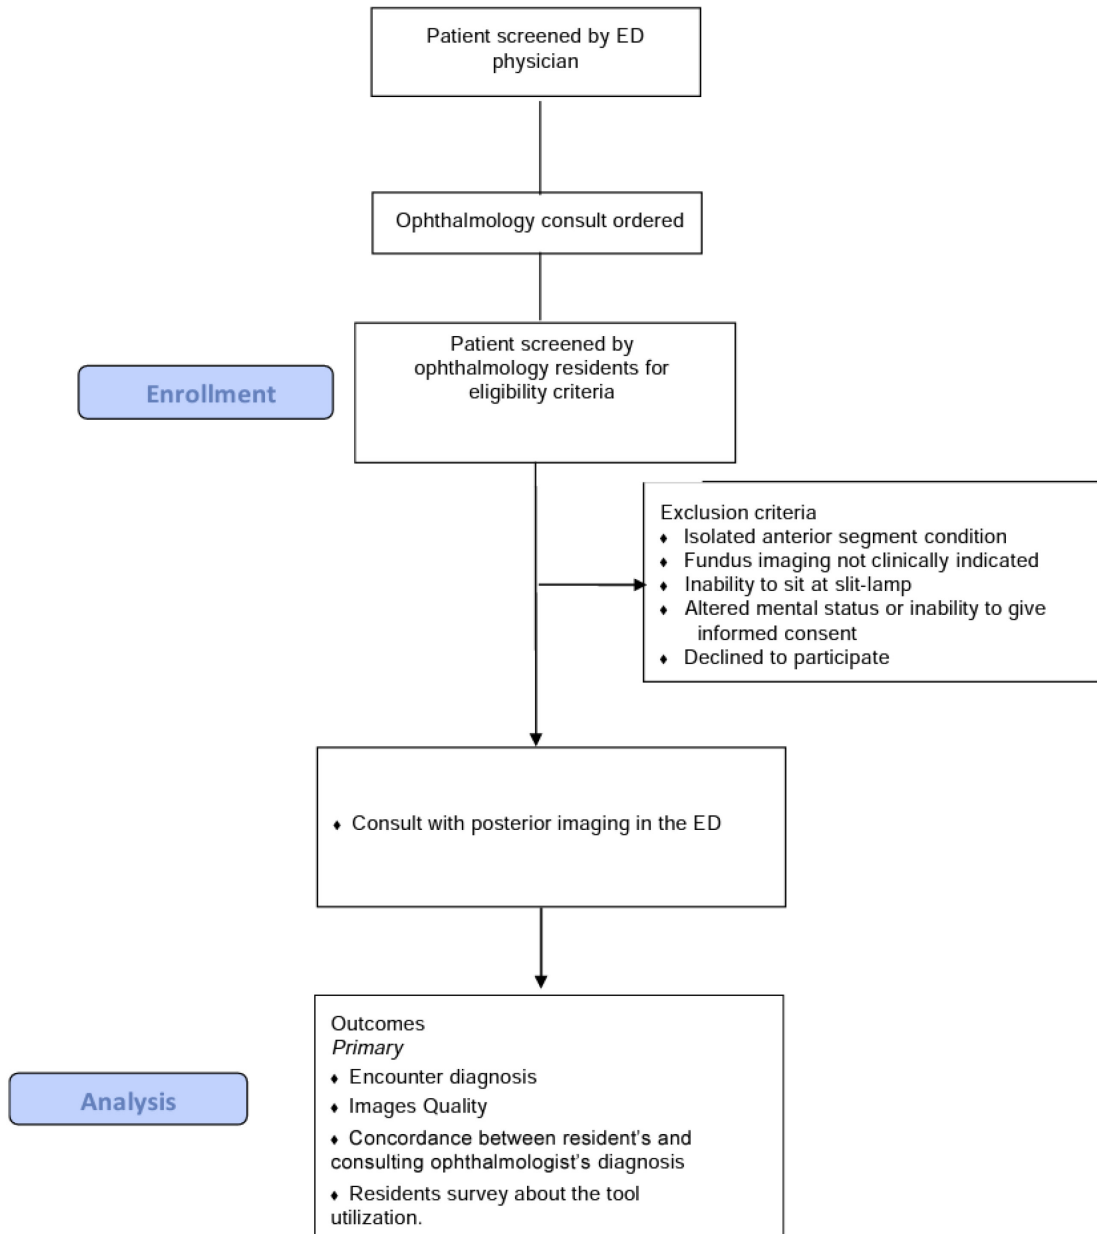 Patient screened by ED
physician
Ophthalmology consult ordered
Patient screened by
ophthalmology residents for
eligibility criteria
Enrollment
Exclusion criteria
♦ Isolated anterior segment condition
♦ Fundus imaging not clinically indicated
♦ Inability to sit at slit-lamp
♦ Altered mental status or inability to give
informed consent
♦ Declined to participate
♦ Consult with posterior imaging in the ED
Outcomes
Primary
♦ Encounter diagnosis
♦ Images Quality
♦ Concordance between resident's and
consulting ophthalmologist's diagnosis
♦ Residents survey about the tool
utilization.
Analysis